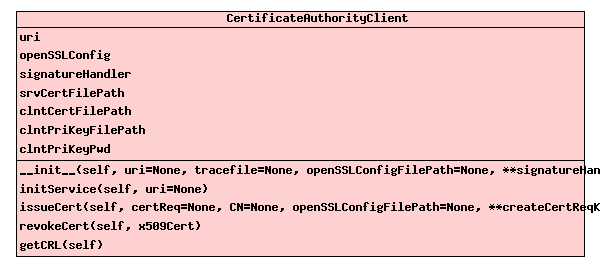 CertificateAuthorityClient
uri
openSSLConfig
signatureHandler
srvCertFilePath
clntCertFilePath
clntPriKeyFilePath
clntPriKeyPwd
__init__(self, uri=None, tracefile=None, openSSLConfigFilePath=None, **signatureHan
initService(self, uri=None)
issueCert(self, certReq=None, CN=None, openSSLConfigFilePath=None, **createCertReqK
revokeCert(self, x509Cert)
getCRL(self)